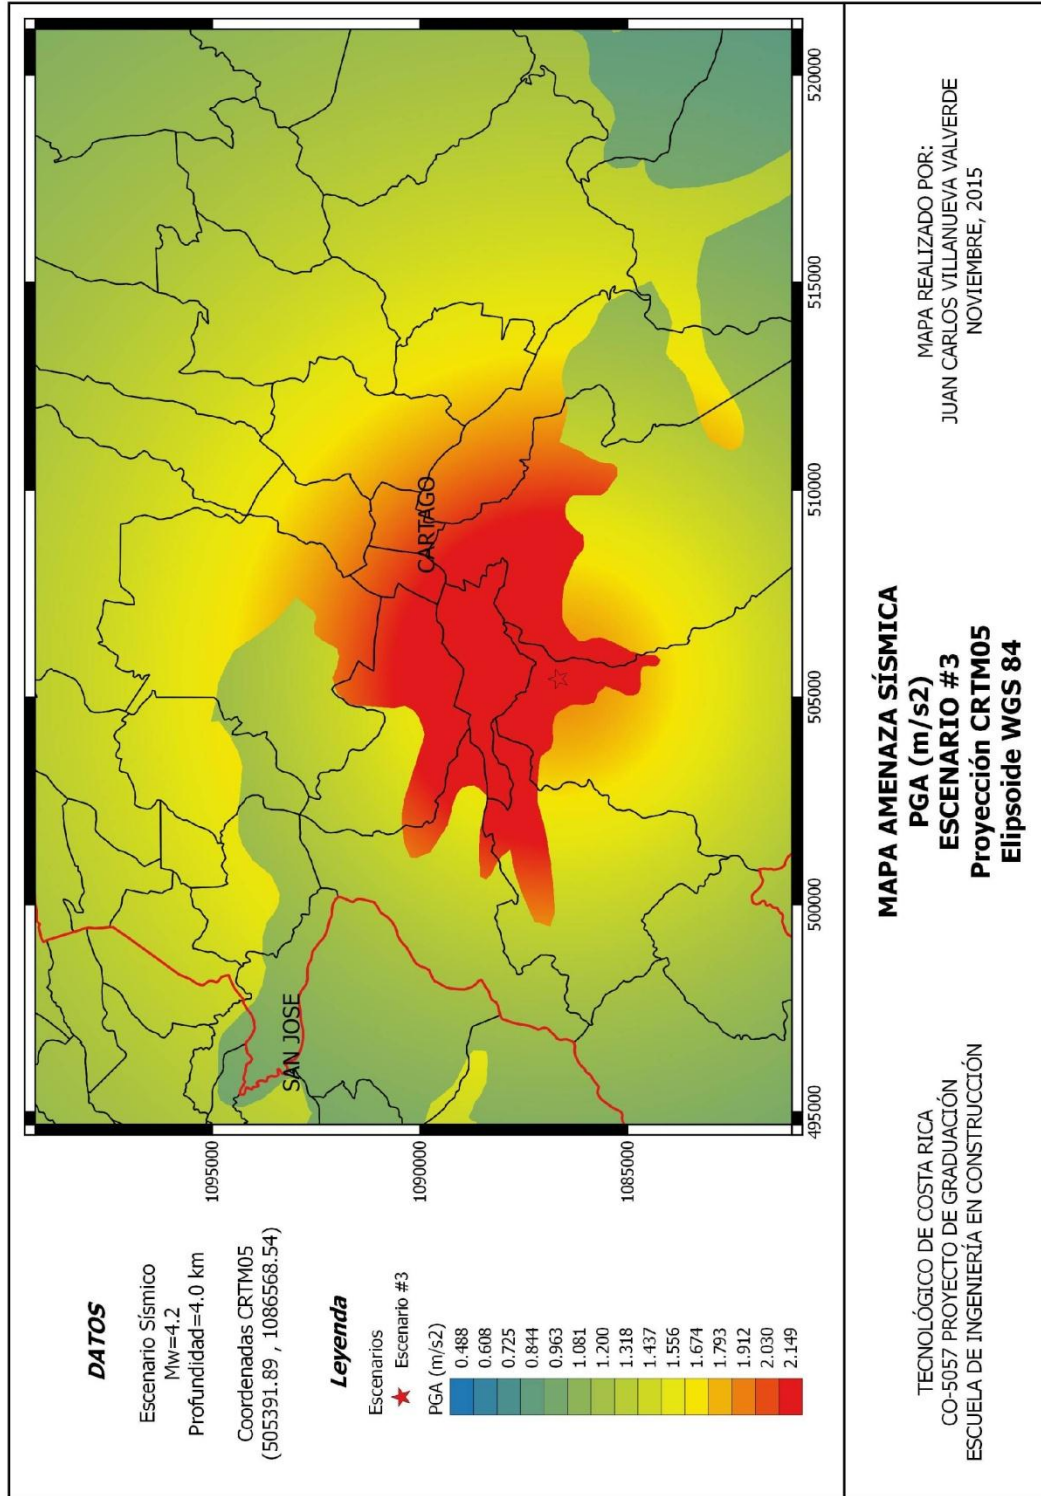 DATOS
Escenario Sísmico
Mw=4.2
Profundidad=4.0 km
Coordenadas CRTM05
(505391.89 , 1086568.54)
Leyenda
Escenarios
Escenario #3
PGA (m/s2)
0.488
0.608
0.725
0.844
0.963
1.081
1.200
1.318
1.437
1.556
1.674
1.793
1.912
2.030
2.149
1095000
1090000
1085000
SAN JOSE
CARTAGO
495000
500000
505000
510000
515000
520000
TECNOLÓGICO DE COSTA RICA
CO-5057 PROYECTO DE GRADUACIÓN
ESCUELA DE INGENIERÍA EN CONSTRUCCIÓN
MAPA AMENAZA SÍSMICA
PGA (m/s2)
ESCENARIO #3
Proyección CRTM05
Elipsoide WGS 84
MAPA REALIZADO POR:
JUAN CARLOS VILLANUEVA VALVERDE
NOVIEMBRE, 2015